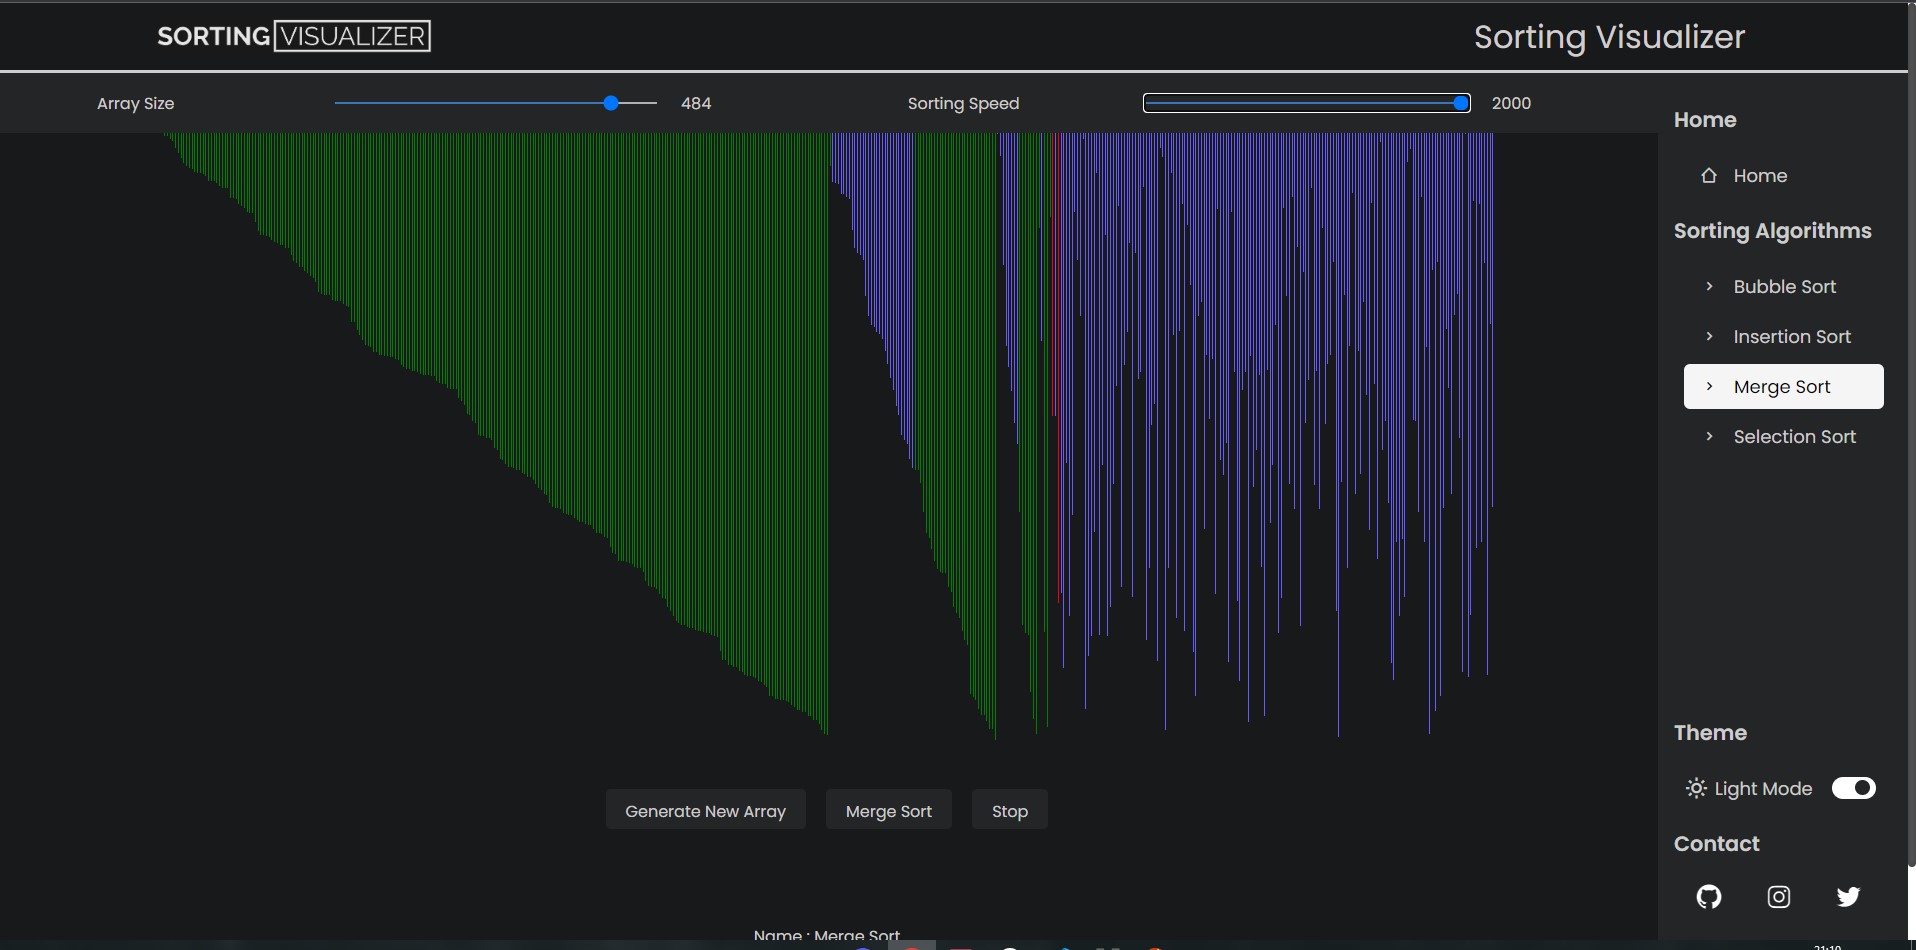 SORTING VISUALIZER
Sorting Visualizer
Array Size
484
Sorting Speed
2000
Home
Home
Sorting Algorithms
Bubble Sort
Insertion Sort
Merge Sort
Selection Sort
Generate New Array
Merge Sort
Stop
Theme
Light Mode
Contact
Name : Merge Sort